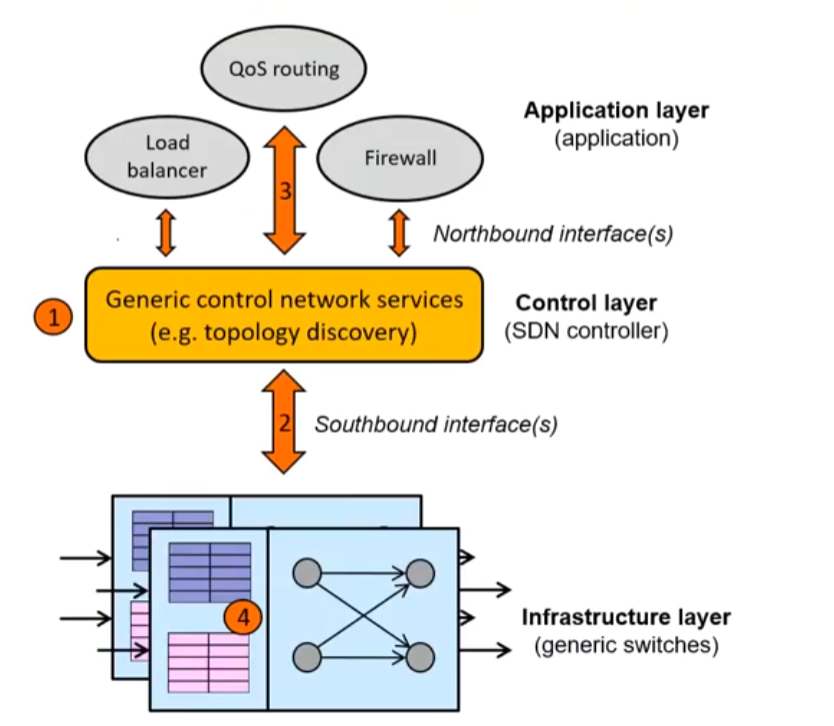 QoS routing
Application layer
(application)
Load
balancer
Firewall
3
Northbound interface(s)
1
Generic control network services
(e.g. topology discovery)
Control layer
(SDN controller)
2
Southbound interface(s)
4
Infrastructure layer
(generic switches)